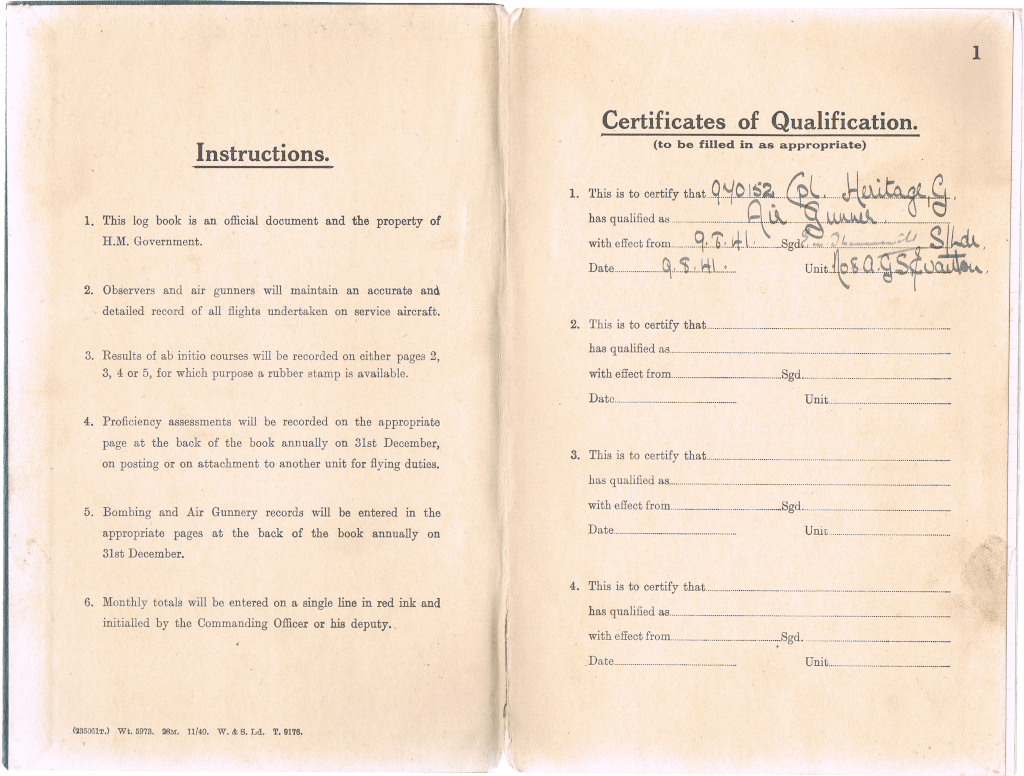 Instructions.
1. This log book is an official document and the property of
H.M. Government.
2. Observers and air gunners will maintain an accurate and
detailed record of all flights undertaken on service aircraft.
3. Results of ab initio courses will be recorded on either pages 2,
3, 4 or 5, for which purpose a rubber stamp is available.
4. Proficiency assessments will be recorded on the appropriate
page at the back of the book annually on 31st December,
on posting or on attachment to another unit for flying duties.
5. Bombing and Air Gunnery records will be entered in the
appropriate pages at the back of the book annually on
31st December.
6. Monthly totals will be entered on a single line in red ink and
initialled by the Commanding Officer or his deputy.
(235051T.) Wt. 5973. 28M. 11/40. W. & S. Ld. T. 9176.
1
Certificates of Qualification.
(to be filled in as appropriate)
1. This is to certify that 970152 Cpl Heritage G.
has qualified as Air Gunner.
with effect from 9.8.41. Sgd. S/Ldr.
Date 9.8.41. Unit No 8 A.G.S. Evanton.
2. This is to certify that
has qualified as
with effect from Sgd.
Date Unit
3. This is to certify that
has qualified as
with effect from Sgd.
Date Unit
4. This is to certify that
has qualified as
with effect from Sgd.
Date Unit